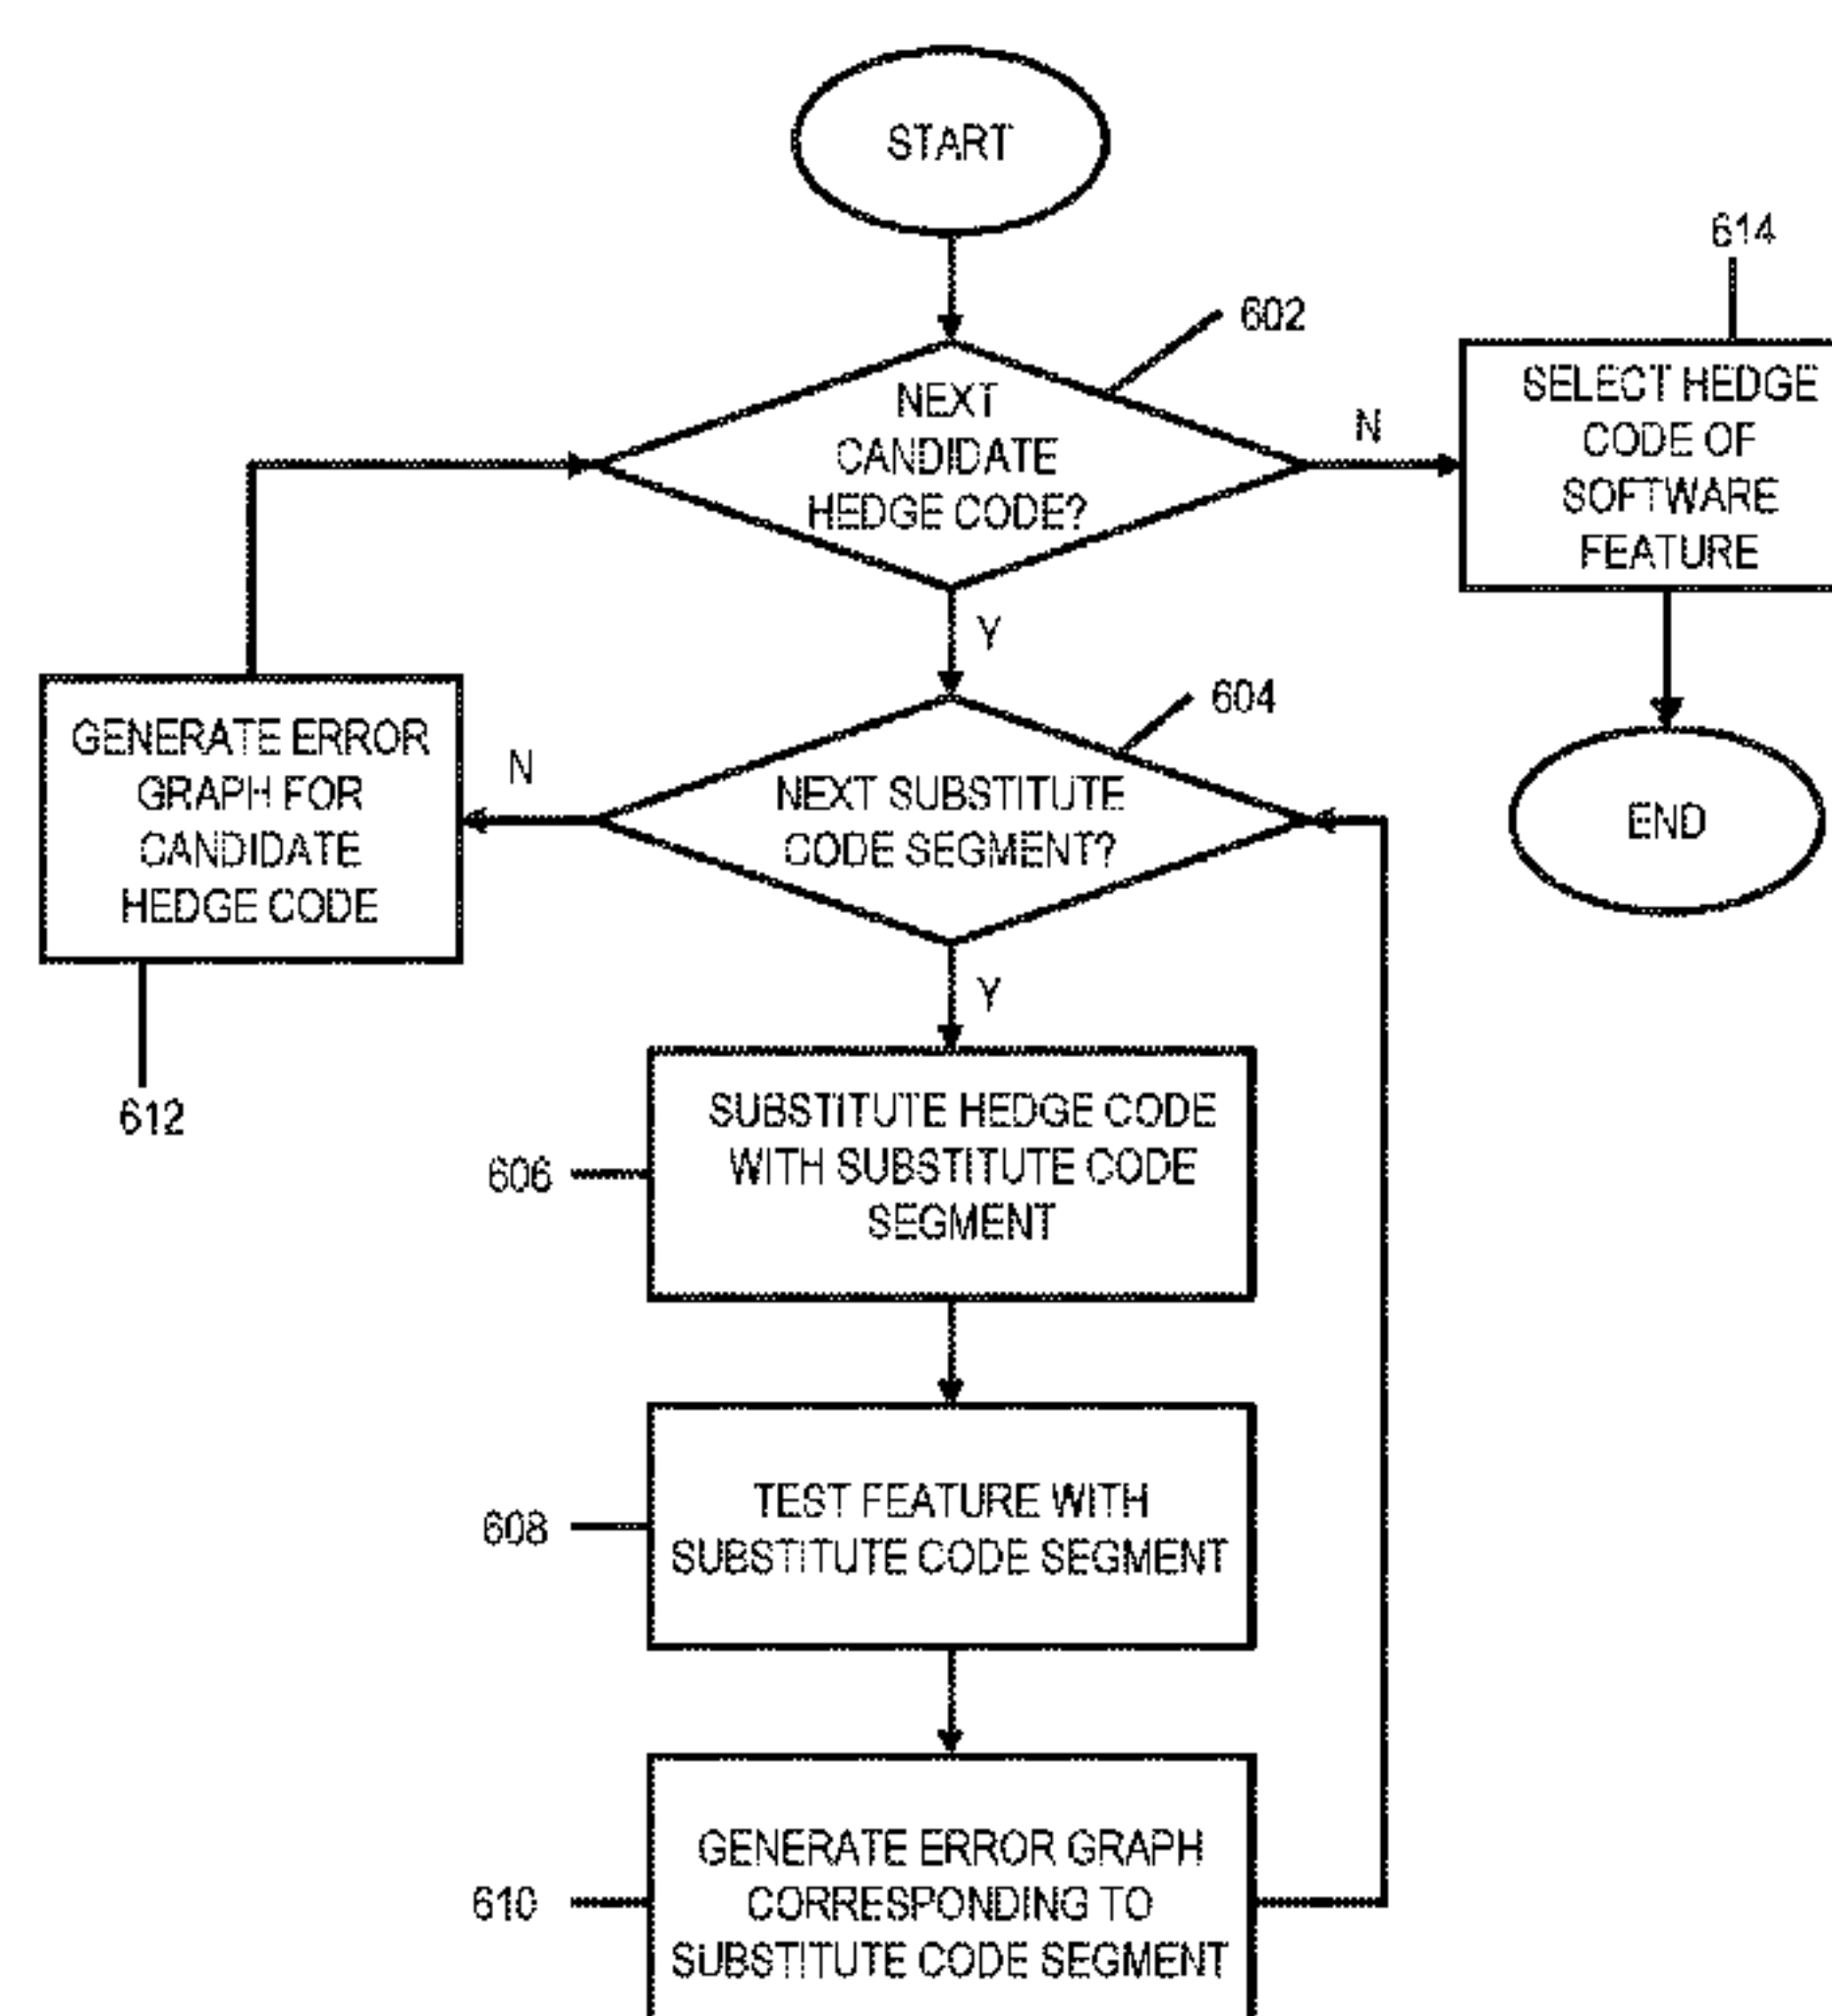 START
614
602
NEXT
CANDIDATE
HEDGE CODE?
N
SELECT HEDGE
CODE OF
SOFTWARE
FEATURE
Y
604
GENERATE ERROR
GRAPH FOR
CANDIDATE
HEDGE CODE
N
NEXT SUBSTITUTE
CODE SEGMENT?
END
Y
612
606
SUBSTITUTE HEDGE CODE
WITH SUBSTITUTE CODE
SEGMENT
608
TEST FEATURE WITH
SUBSTITUTE CODE SEGMENT
610
GENERATE ERROR GRAPH
CORRESPONDING TO
SUBSTITUTE CODE SEGMENT